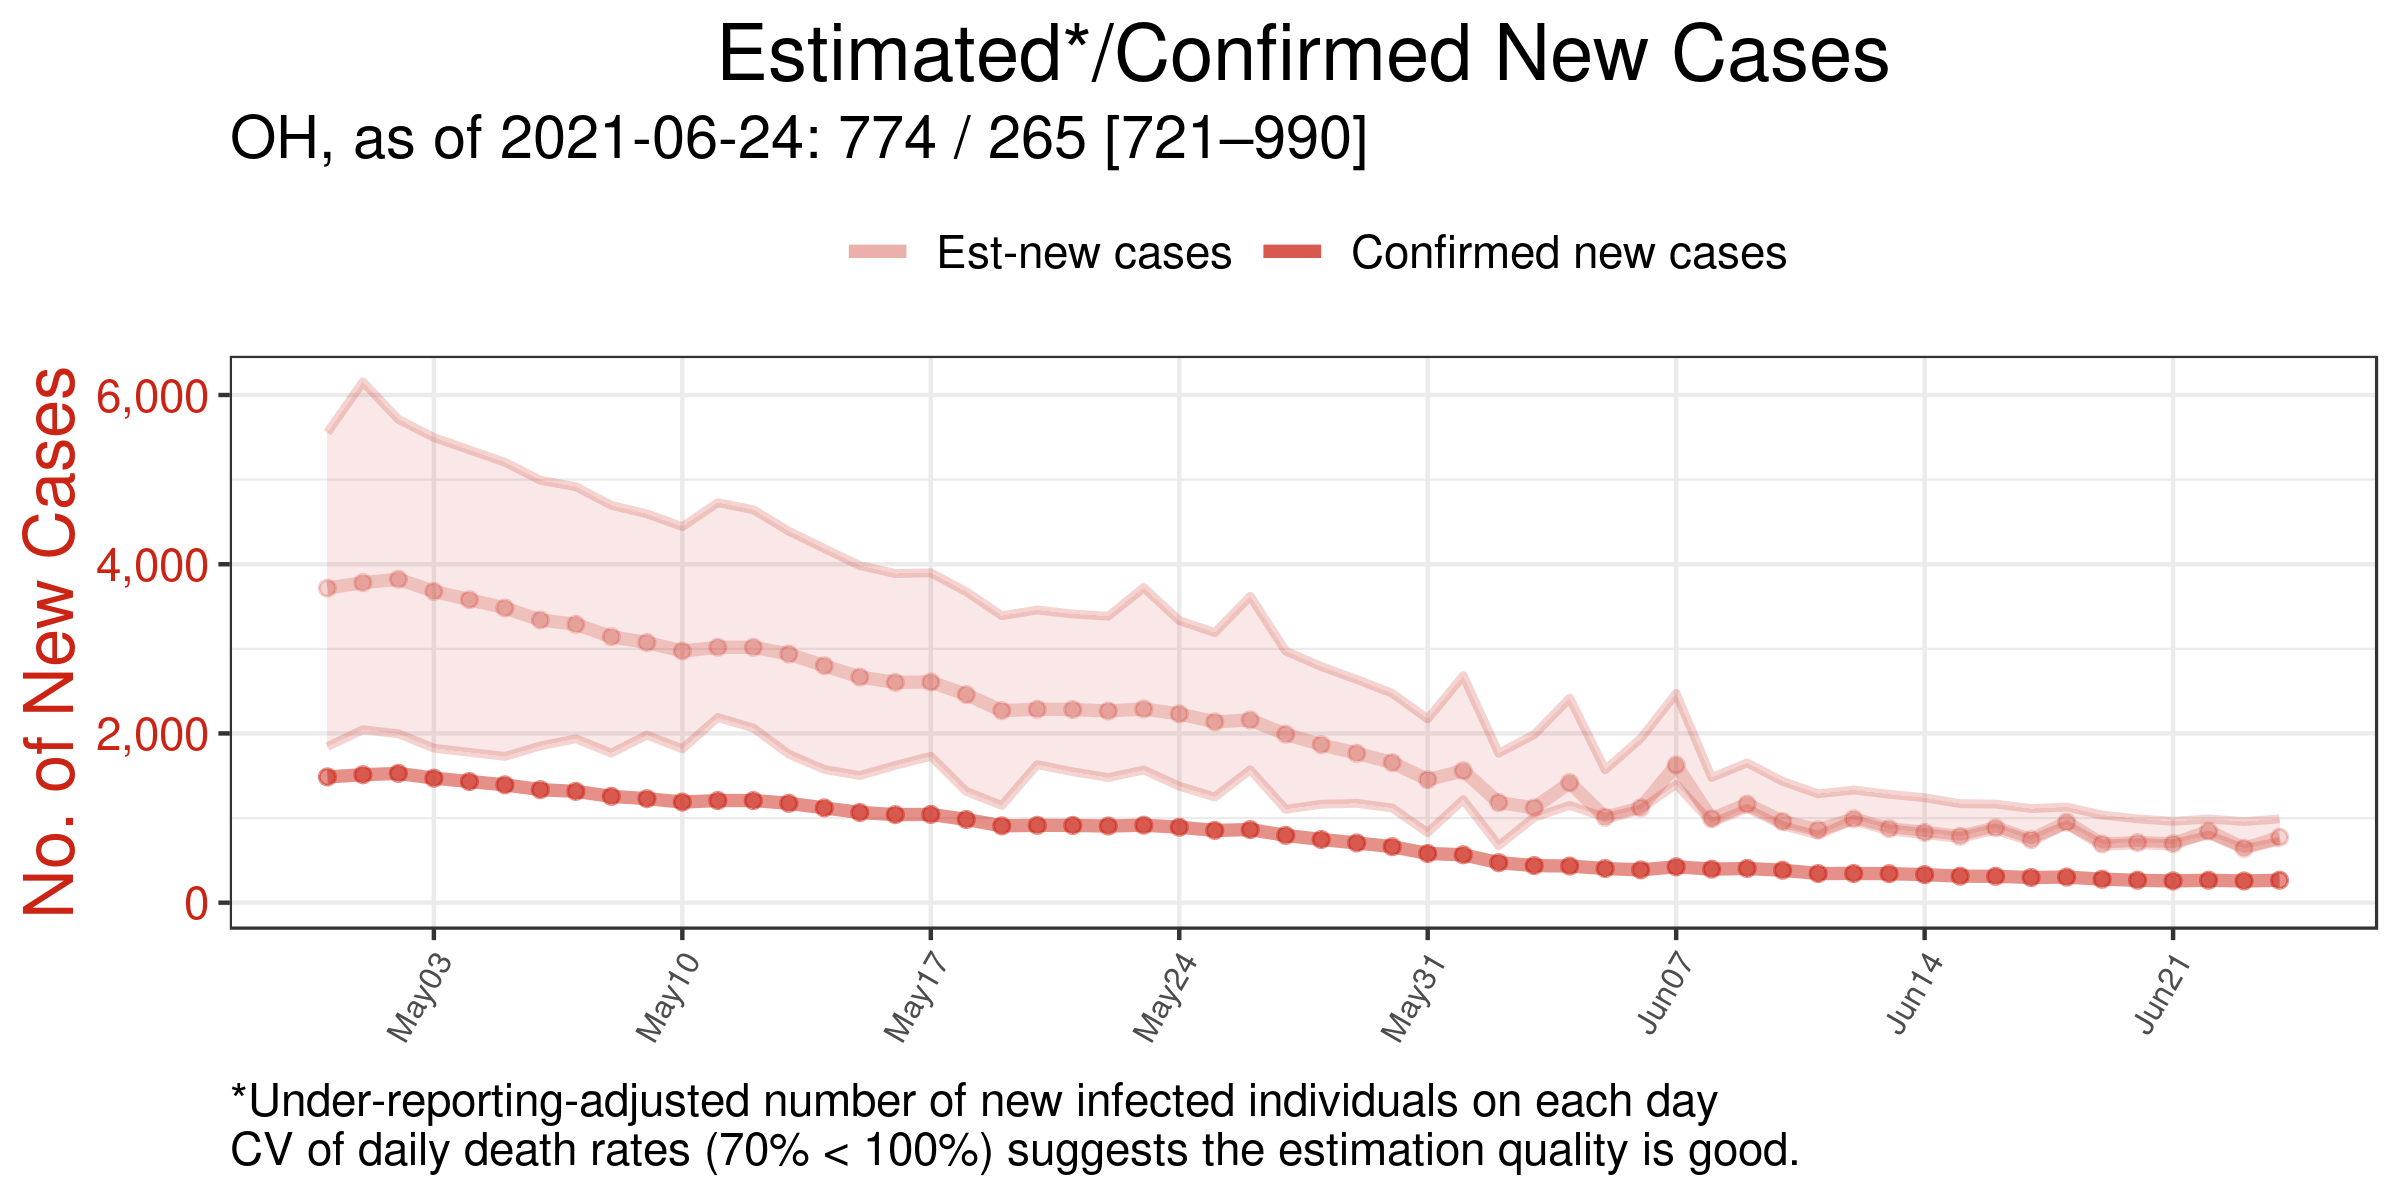 Estimated*/Confirmed New Cases
OH, as of 2021-06-24: 774 / 265 [721–990]
Est-new cases
Confirmed new cases
No. of New Cases
6,000
4,000
2,000
0
May03
May10
May17
May24
May31
Jun07
Jun14
Jun21
*Under-reporting-adjusted number of new infected individuals on each day
CV of daily death rates (70% < 100%) suggests the estimation quality is good.